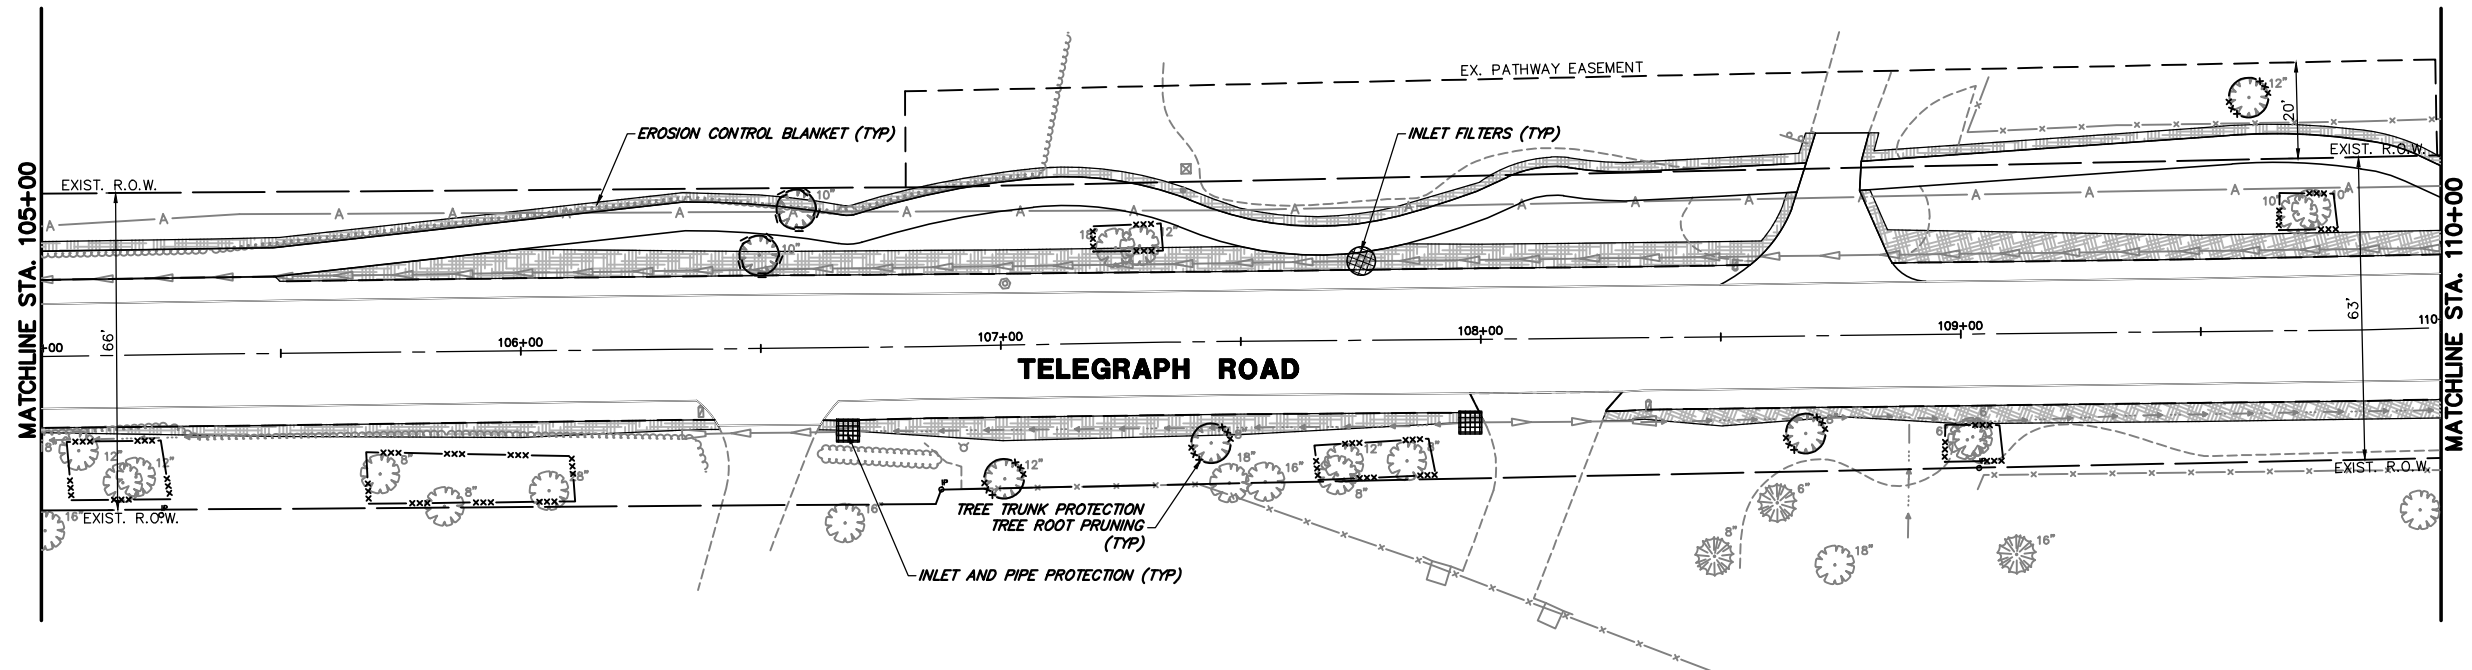 EX. PATHWAY EASEMENT
12"
20'
EROSION CONTROL BLANKET (TYP)
INLET FILTERS (TYP)
EXIST. R.O.W.
EXIST. R.O.W.
MATCHLINE STA. 105+00
MATCHLINE STA. 110+00
10"
10"
18"
12"
10"
10"
A A A A A A A A A A A A A A A A A A A A A
66'
63'
+00
106+00
107+00
108+00
109+00
110
TELEGRAPH ROAD
18"
12"
12"
8"
8"
18"
12"
18"
16"
8"
8"
6"
6"
EXIST. R.O.W.
EXIST. R.O.W.
16"
16"
6"
8"
18"
16"
TREE TRUNK PROTECTION
TREE ROOT PRUNING
(TYP)
INLET AND PIPE PROTECTION (TYP)